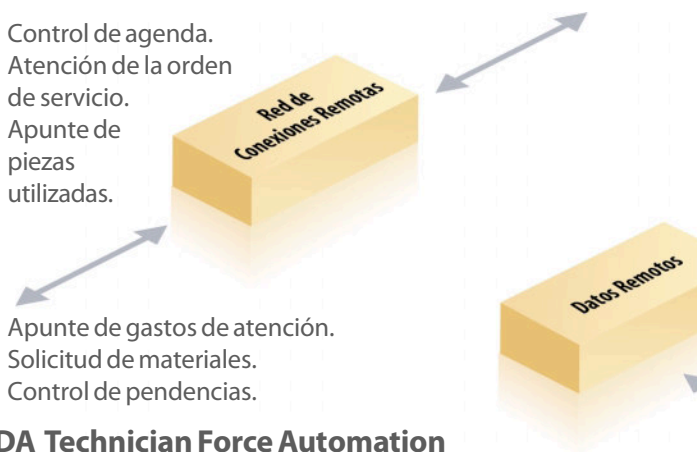 Control de agenda.
Atención de la orden
de servicio.
Apunte de
piezas
utilizadas.
Red de
Conexiones Remotas
Datos Remotos
Apunte de gastos de atención.
Solicitud de materiales.
Control de pendencias.
DA Technician Force Automation